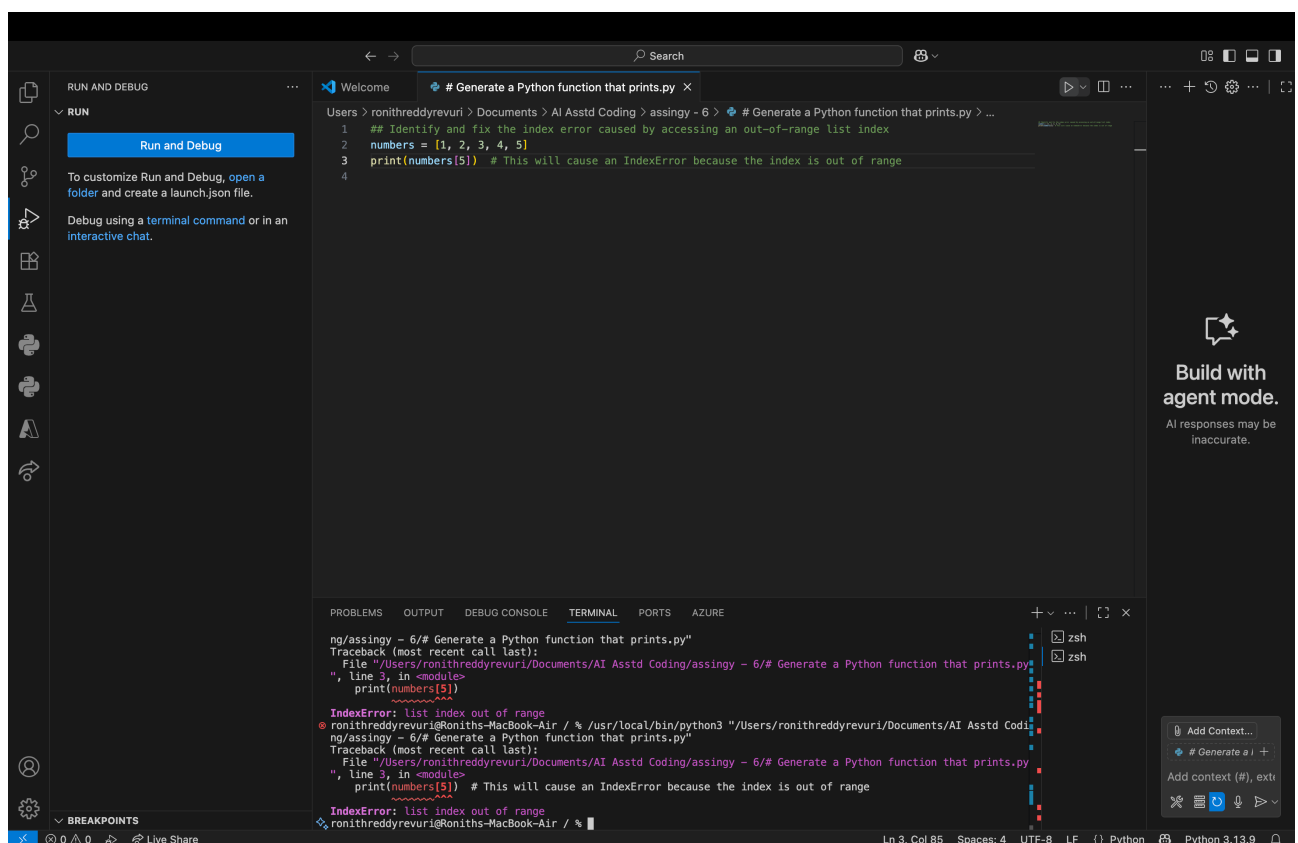 Search
RUN AND DEBUG
RUN
Run and Debug
To customize Run and Debug, open a
folder and create a launch.json file.
Debug using a terminal command or in an
interactive chat.
BREAKPOINTS
Welcome
# Generate a Python function that prints.py
Users > ronithreddyrevuri > Documents > AI Asstd Coding > assingy - 6 > # Generate a Python function that prints.py > ...
1 ## Identify and fix the index error caused by accessing an out-of-range list index
2 numbers = [1, 2, 3, 4, 5]
3 print(numbers[5])  # This will cause an IndexError because the index is out of range
4
PROBLEMS OUTPUT DEBUG CONSOLE TERMINAL PORTS AZURE
ng/assingy - 6/# Generate a Python function that prints.py"
Traceback (most recent call last):
File "/Users/ronithreddyrevuri/Documents/AI Asstd Coding/assingy - 6/# Generate a Python function that prints.py
", line 3, in <module>
print(numbers[5])
~~~~~~~^^^
IndexError: list index out of range
ronithreddyrevuri@Roniths-MacBook-Air / % /usr/local/bin/python3 "/Users/ronithreddyrevuri/Documents/AI Asstd Codi
ng/assingy - 6/# Generate a Python function that prints.py"
Traceback (most recent call last):
File "/Users/ronithreddyrevuri/Documents/AI Asstd Coding/assingy - 6/# Generate a Python function that prints.py
", line 3, in <module>
print(numbers[5])  # This will cause an IndexError because the index is out of range
~~~~~~~^^^
IndexError: list index out of range
ronithreddyrevuri@Roniths-MacBook-Air / %
zsh
zsh
Build with
agent mode.
AI responses may be
inaccurate.
Add Context...
# Generate a
Add context (#), exte
0 0 Live Share
Ln 3, Col 85 Spaces: 4 UTF-8 LF {} Python Python 3.13.9